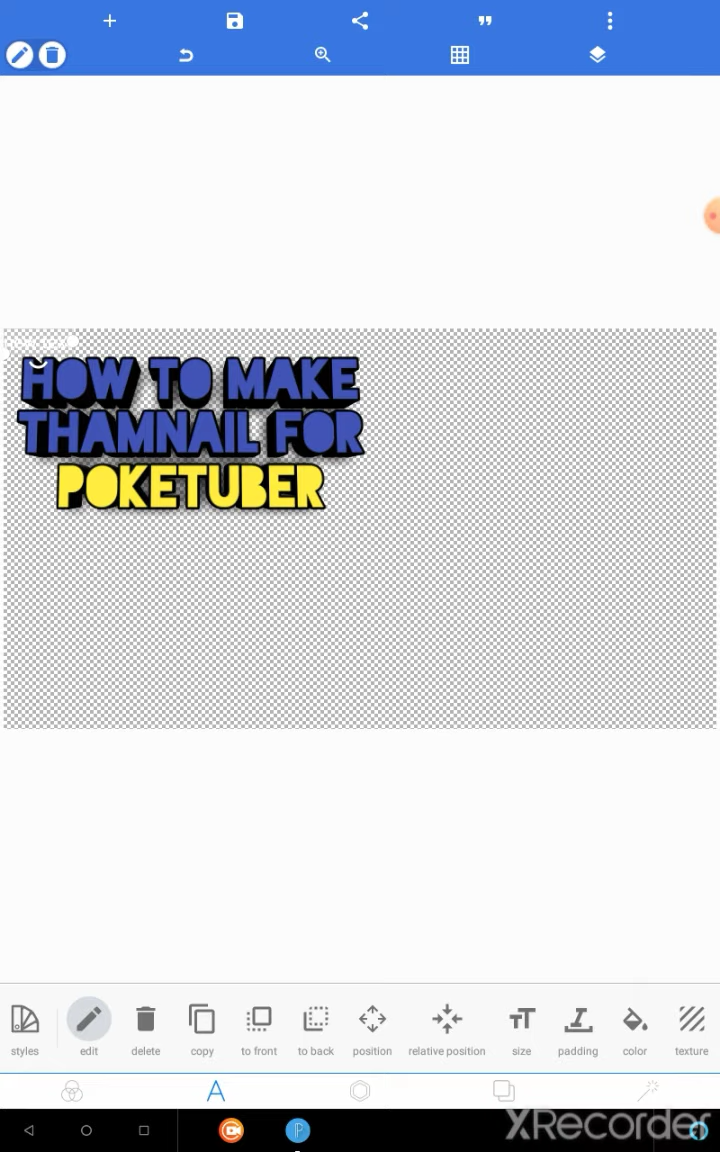 HOW TO MAKE
THAMNAIL FOR
POKETUBER
styles
edit
delete
copy
to front
to back
position
relative position
size
padding
color
texture
A
XRecorder